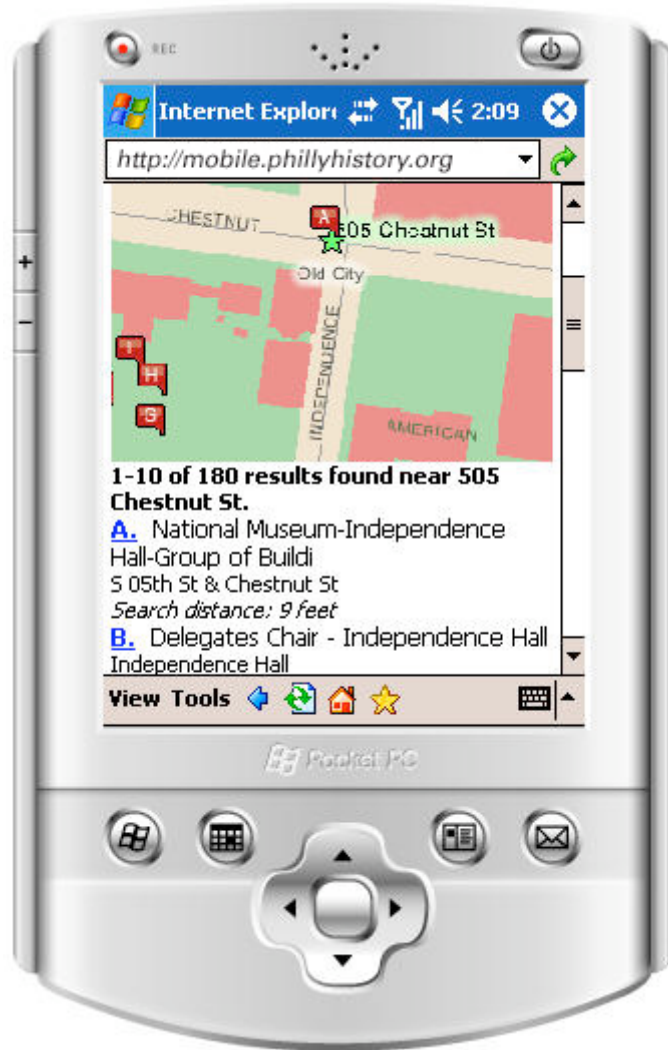 REC
Internet Explor 2:09
http://mobile.phillyhistory.org
CHESTNUT
A
505 Chestnut St
Old City
INDEPENDENCE
I
H
G
AMERICAN
1-10 of 180 results found near 505
Chestnut St.
A. National Museum-Independence
Hall-Group of Buildi
S 05th St & Chestnut St
Search distance: 9 feet
B. Delegates Chair - Independence Hall
Independence Hall
View Tools
Pocket PC